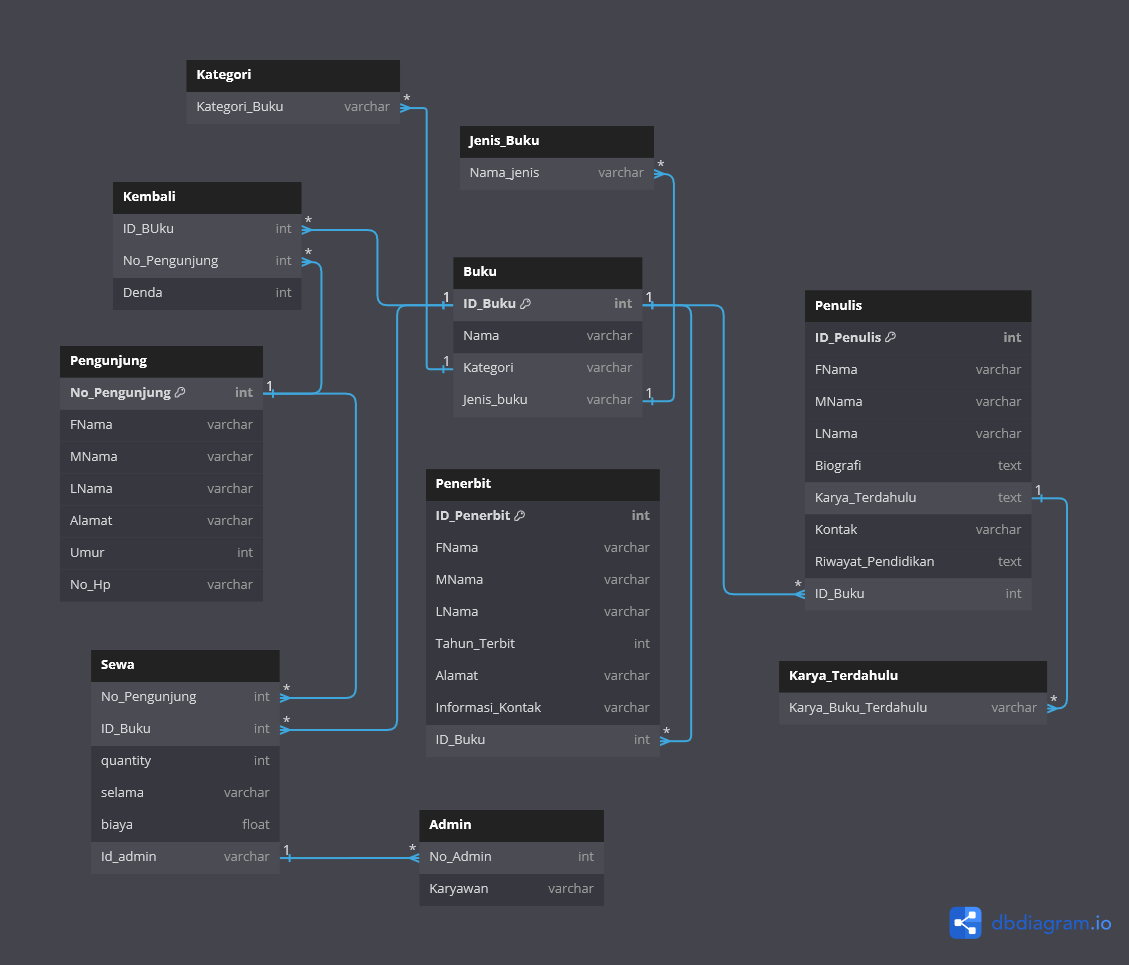 Kategori
Kategori_Buku varchar
*
Jenis_Buku
Nama_jenis varchar
*
Kembali
ID_BUku int
*
No_Pengunjung int
*
Denda int
Buku
1 ID_Buku int 1
Nama varchar
1 Kategori varchar
Jenis_buku varchar 1
Penulis
ID_Penulis int
FNama varchar
MNama varchar
LNama varchar
Biografi text
Karya_Terdahulu text 1
Kontak varchar
Riwayat_Pendidikan text
* ID_Buku int
Pengunjung
No_Pengunjung int 1
FNama varchar
MNama varchar
LNama varchar
Alamat varchar
Umur int
No_Hp varchar
Penerbit
ID_Penerbit int
FNama varchar
MNama varchar
LNama varchar
Tahun_Terbit int
Alamat varchar
Informasi_Kontak varchar
ID_Buku int *
Karya_Terdahulu
Karya_Buku_Terdahulu varchar *
Sewa
No_Pengunjung int *
ID_Buku int *
quantity int
selama varchar
biaya float
Id_admin varchar 1
Admin
* No_Admin int
Karyawan varchar
dbdiagram.io